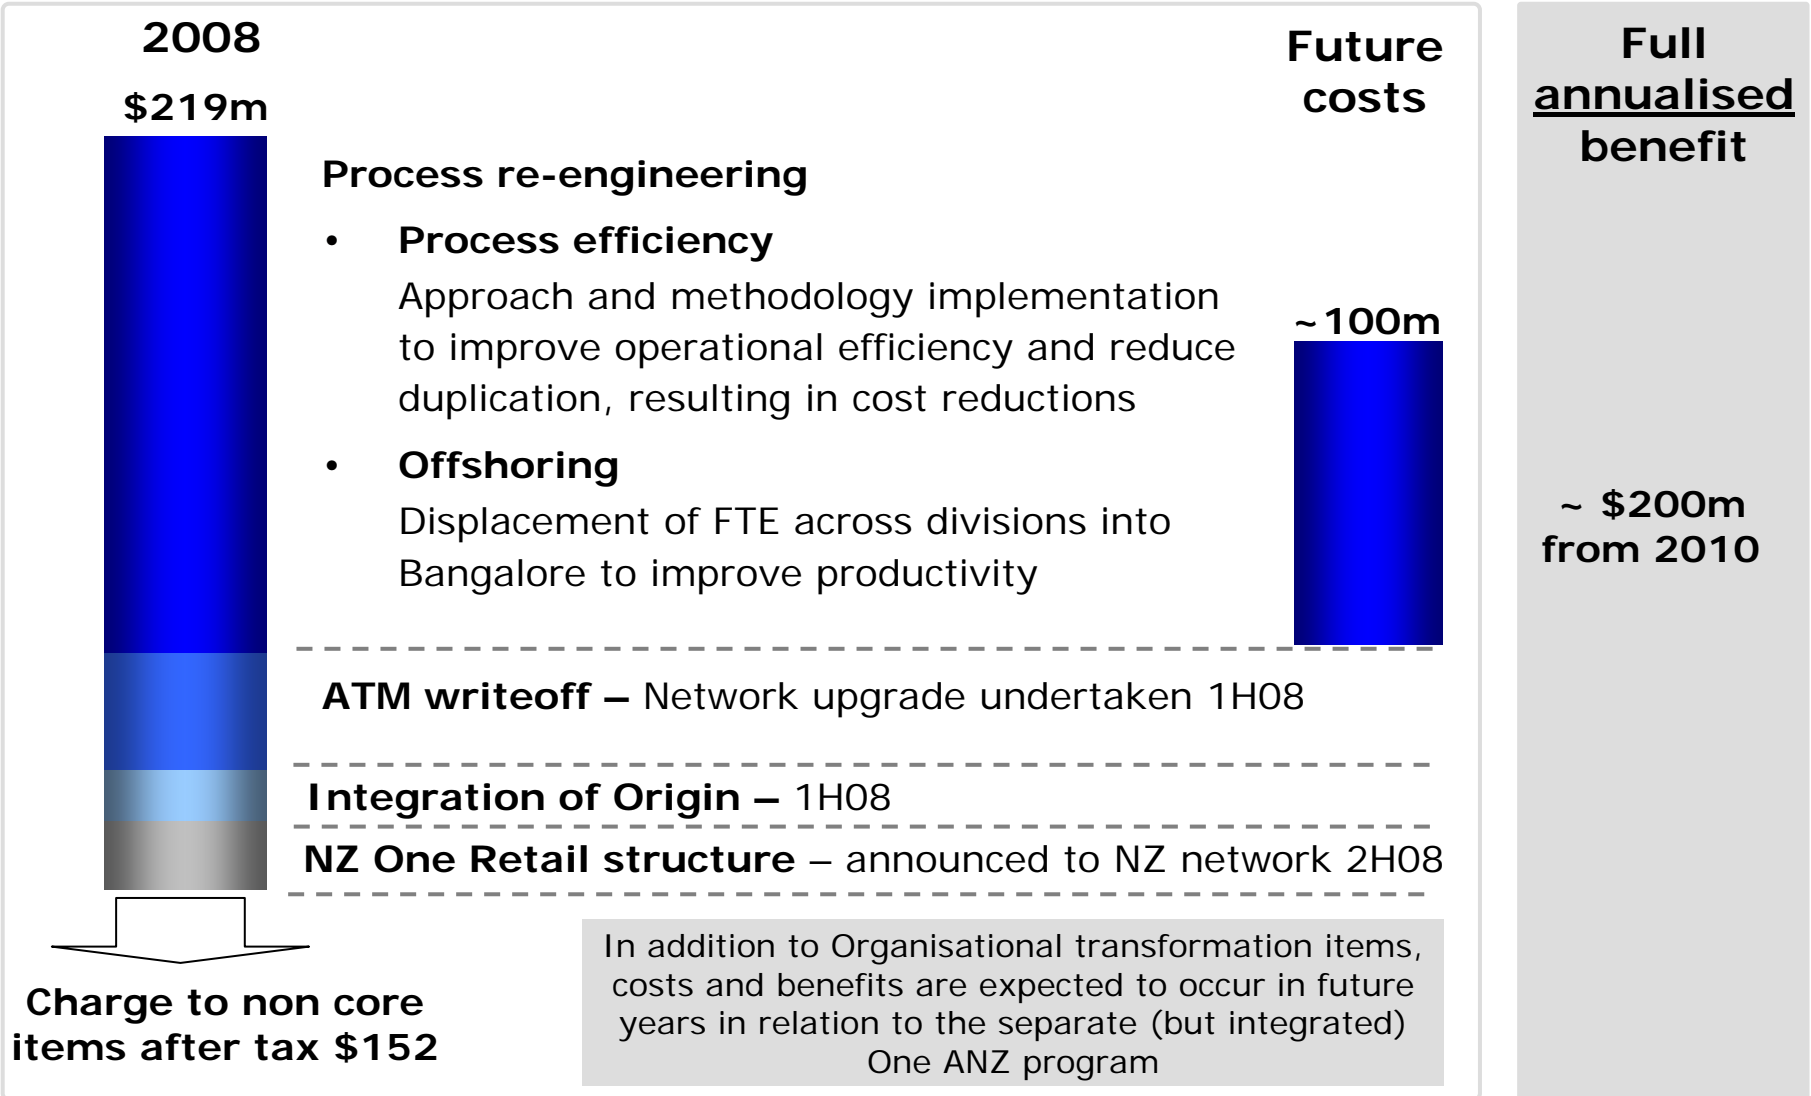 2008
$219m
Future
costs
Full
annualised
benefit
Process re-engineering
• Process efficiency
Approach and methodology implementation
to improve operational efficiency and reduce
duplication, resulting in cost reductions
~100m
• Offshoring
Displacement of FTE across divisions into
Bangalore to improve productivity
~ $200m
from 2010
ATM writeoff – Network upgrade undertaken 1H08
Integration of Origin – 1H08
NZ One Retail structure – announced to NZ network 2H08
Charge to non core
items after tax $152
In addition to Organisational transformation items,
costs and benefits are expected to occur in future
years in relation to the separate (but integrated)
One ANZ program